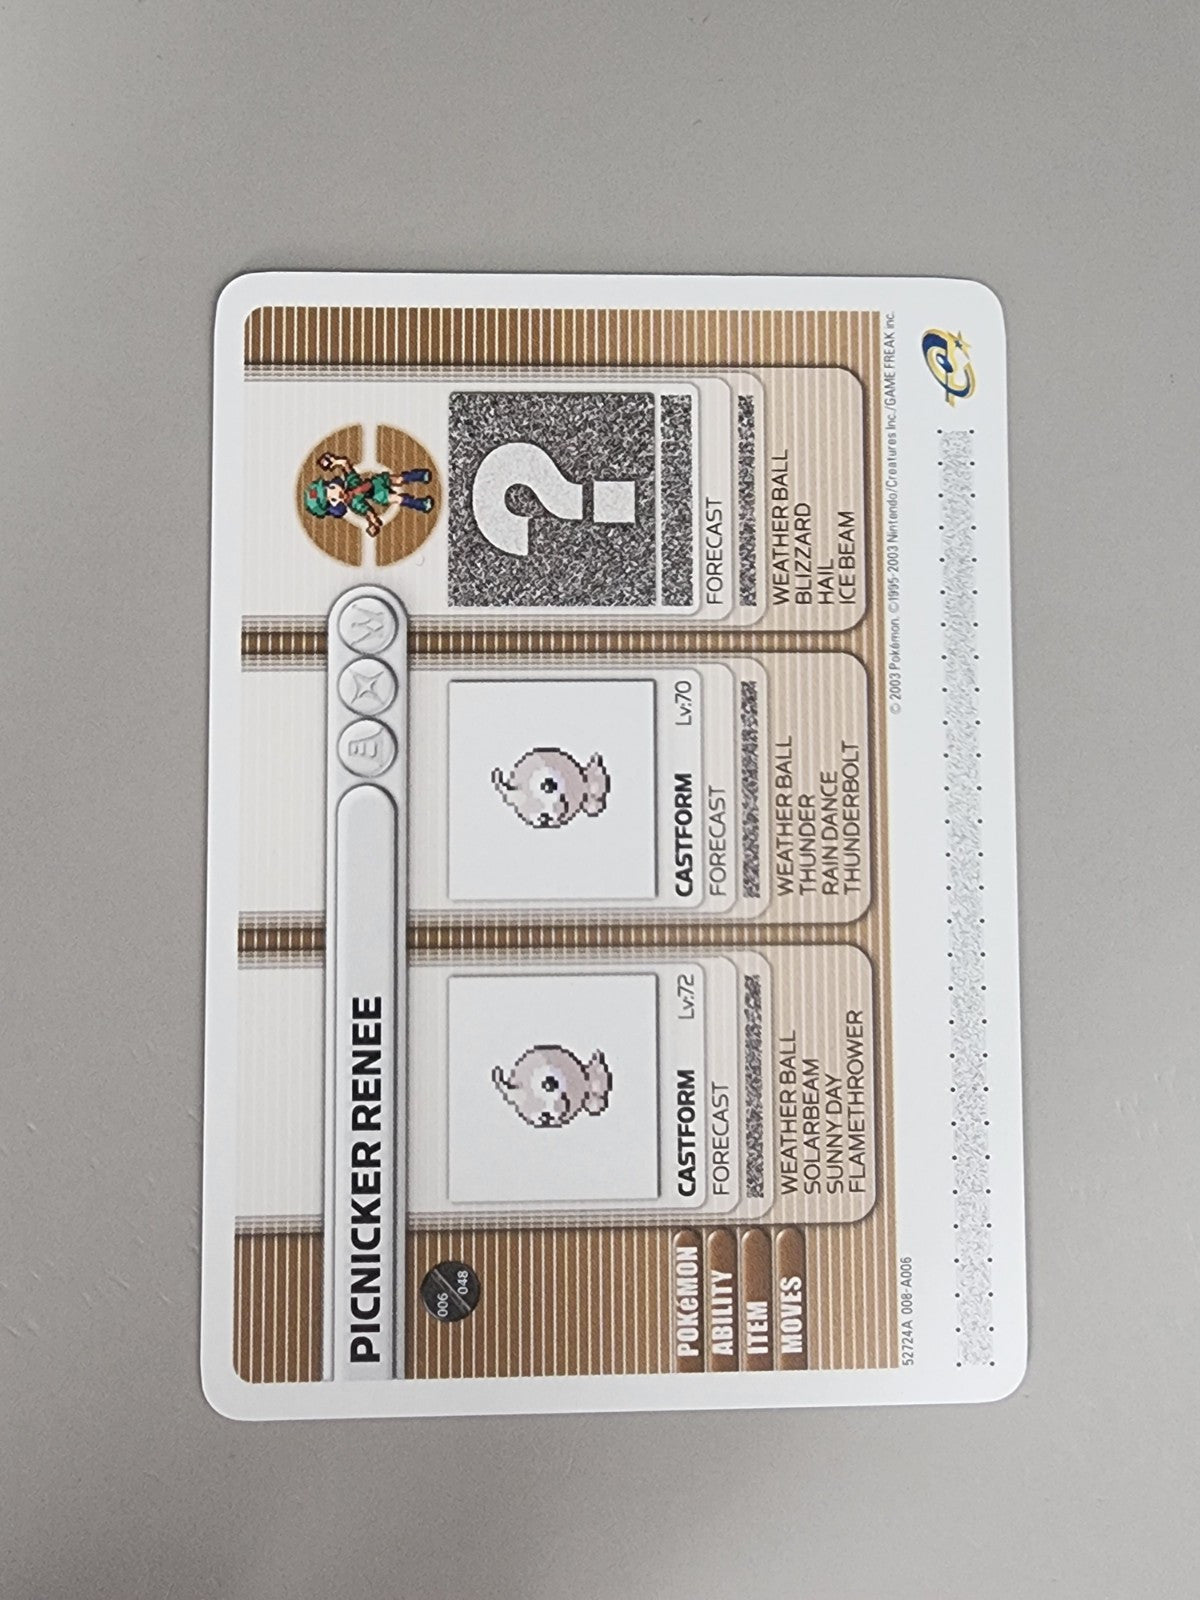 PICNICKER RENEE
E
W
006
048
?
POKéMON
CASTFORM Lv.72
CASTFORM Lv.70
ABILITY
FORECAST
FORECAST
FORECAST
ITEM
MOVES
WEATHER BALL
SOLARBEAM
SUNNY DAY
FLAMETHROWER
WEATHER BALL
THUNDER
RAIN DANCE
THUNDERBOLT
WEATHER BALL
BLIZZARD
HAIL
ICE BEAM
52724A 008-A006
© 2003 Pokémon. ©1995-2003 Nintendo/Creatures Inc./GAME FREAK inc.
e